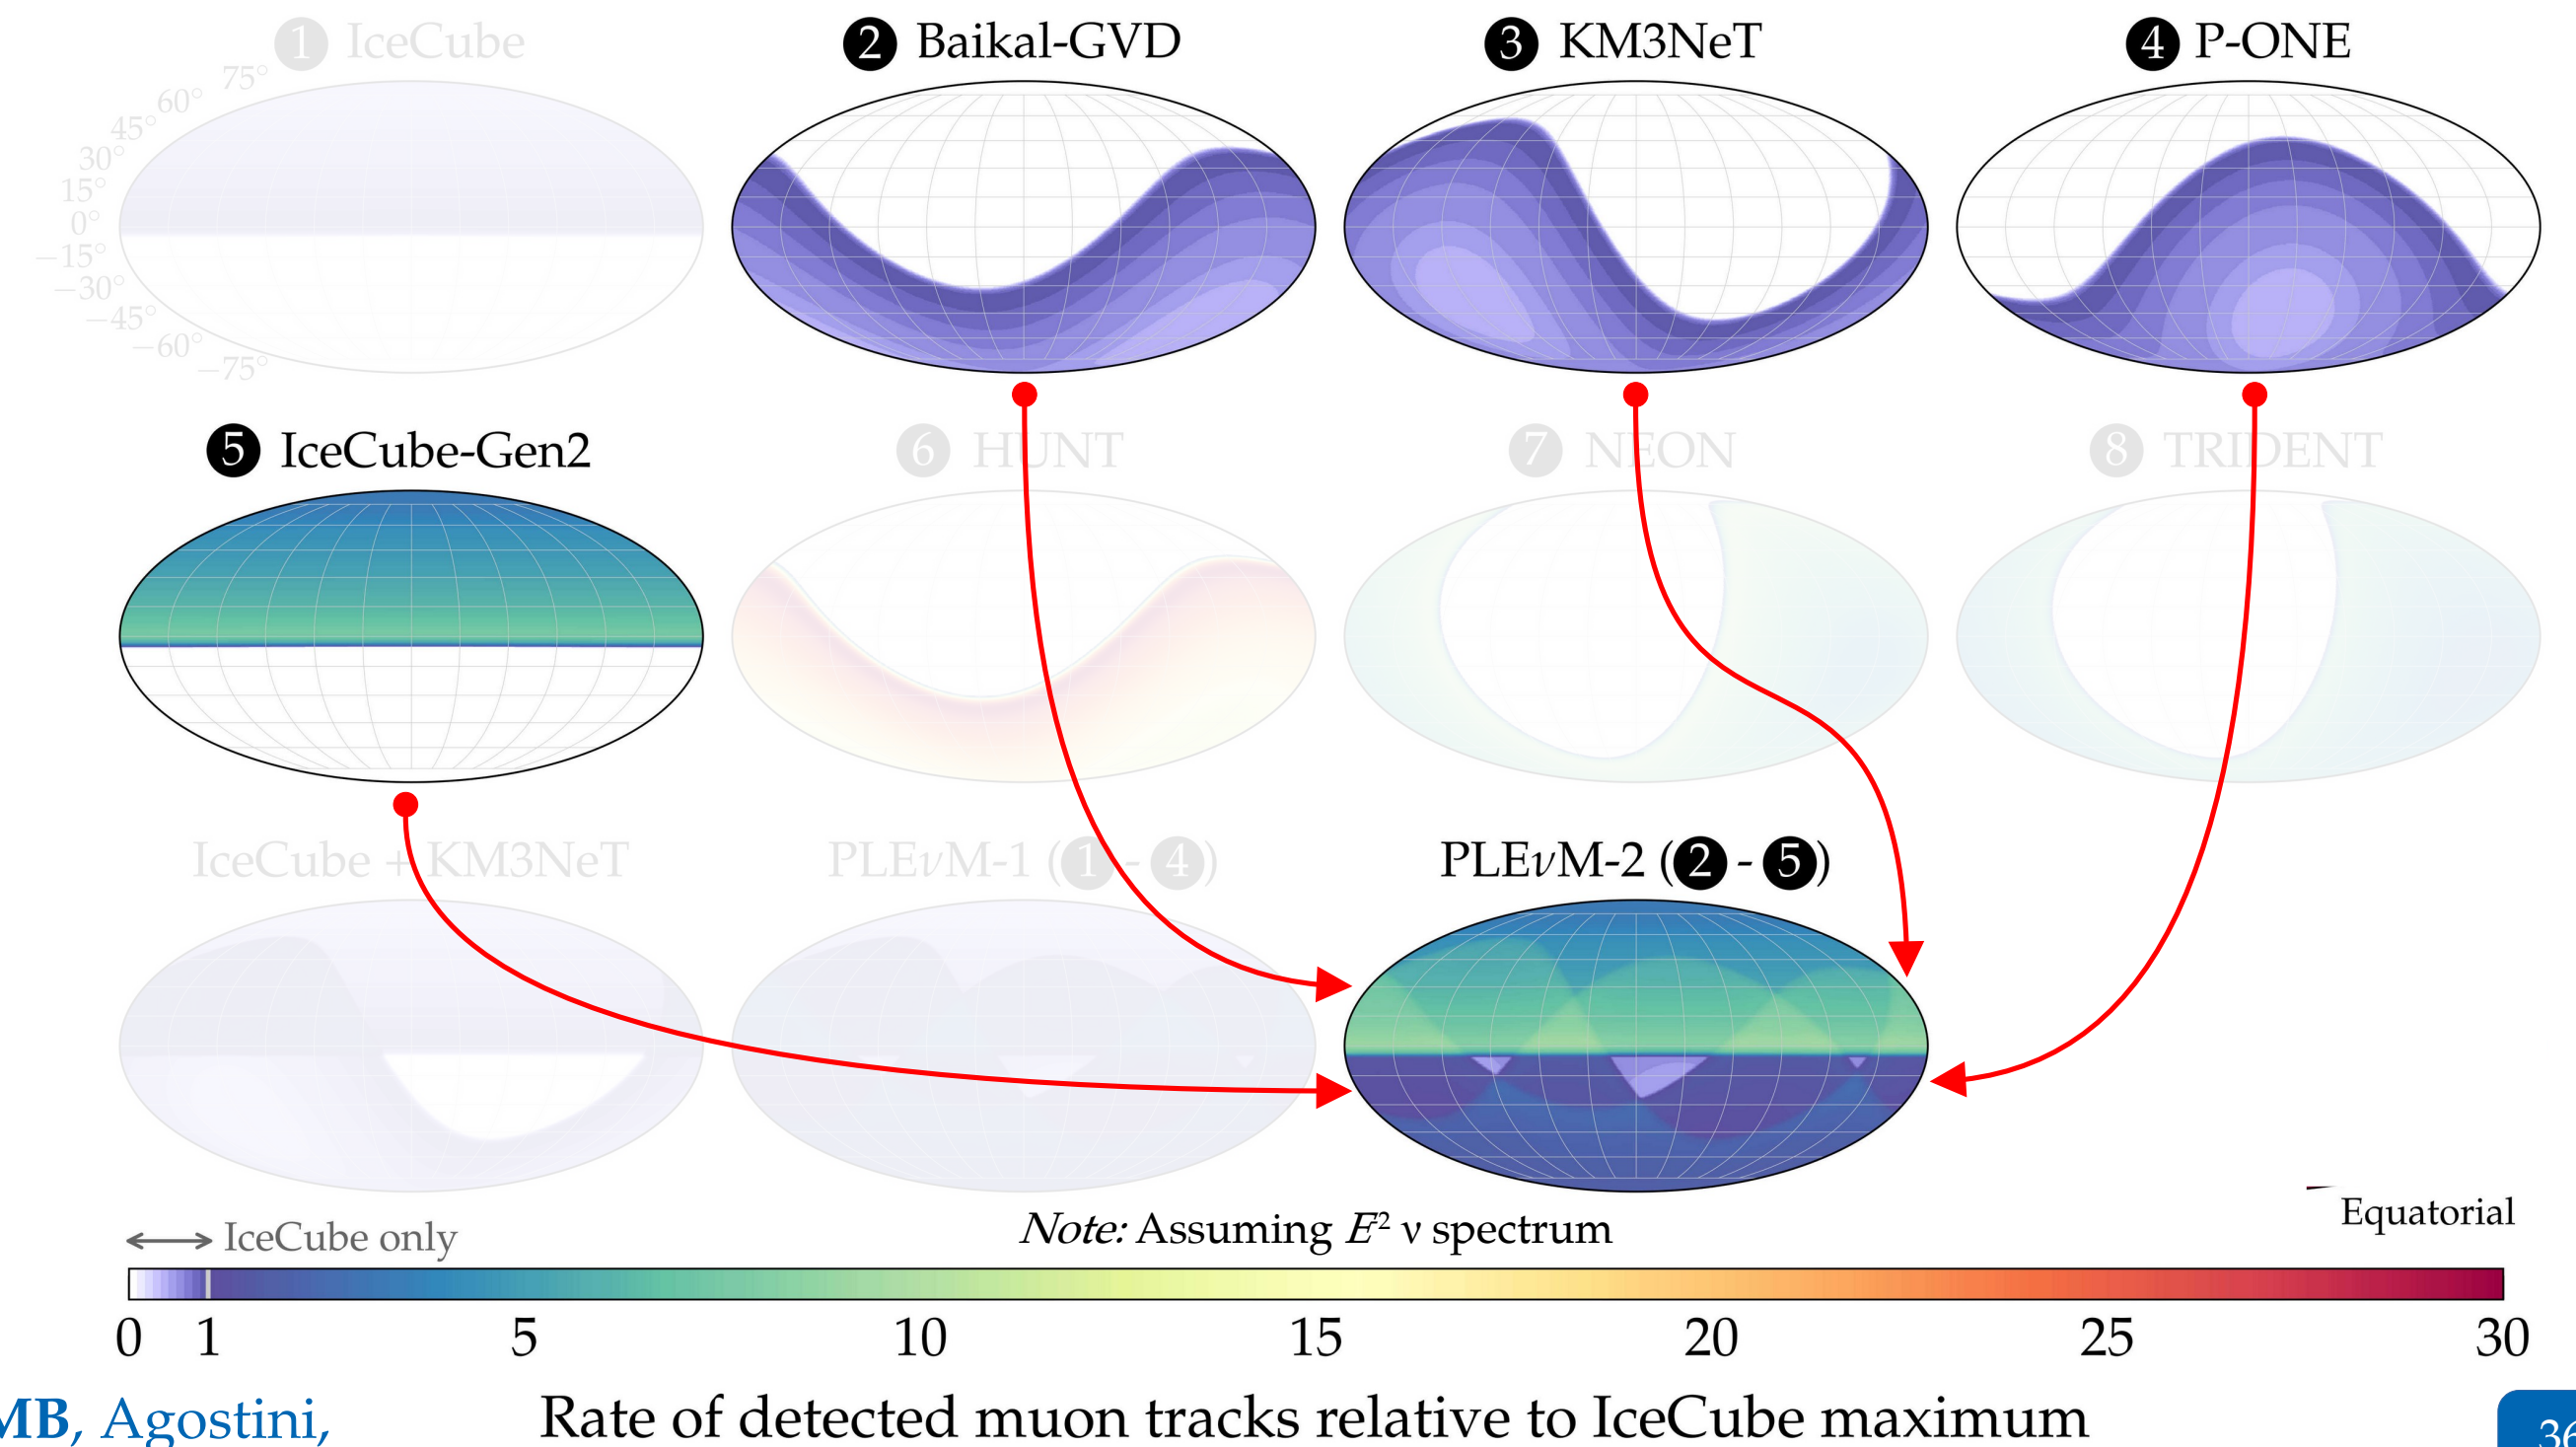 1 IceCube
2 Baikal-GVD
3 KM3NeT
4 P-ONE
75°
60°
45°
30°
15°
0°
−15°
−30°
−45°
−60°
−75°
5 IceCube-Gen2
6 HUNT
7 NEON
8 TRIDENT
IceCube + KM3NeT
PLEνM-1 (1 - 4)
PLEνM-2 (2 - 5)
IceCube only
Note: Assuming E² ν spectrum
Equatorial
0 1 5 10 15 20 25 30
MB, Agostini,
Rate of detected muon tracks relative to IceCube maximum
36